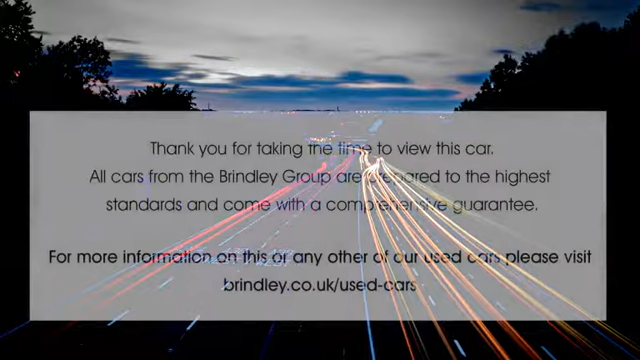 Thank you for taking the time to view this car.
All cars from the Brindley Group are prepared to the highest
standards and come with a comprehensive guarantee.
For more information on this or any other of our used cars please visit
brindley.co.uk/used-cars